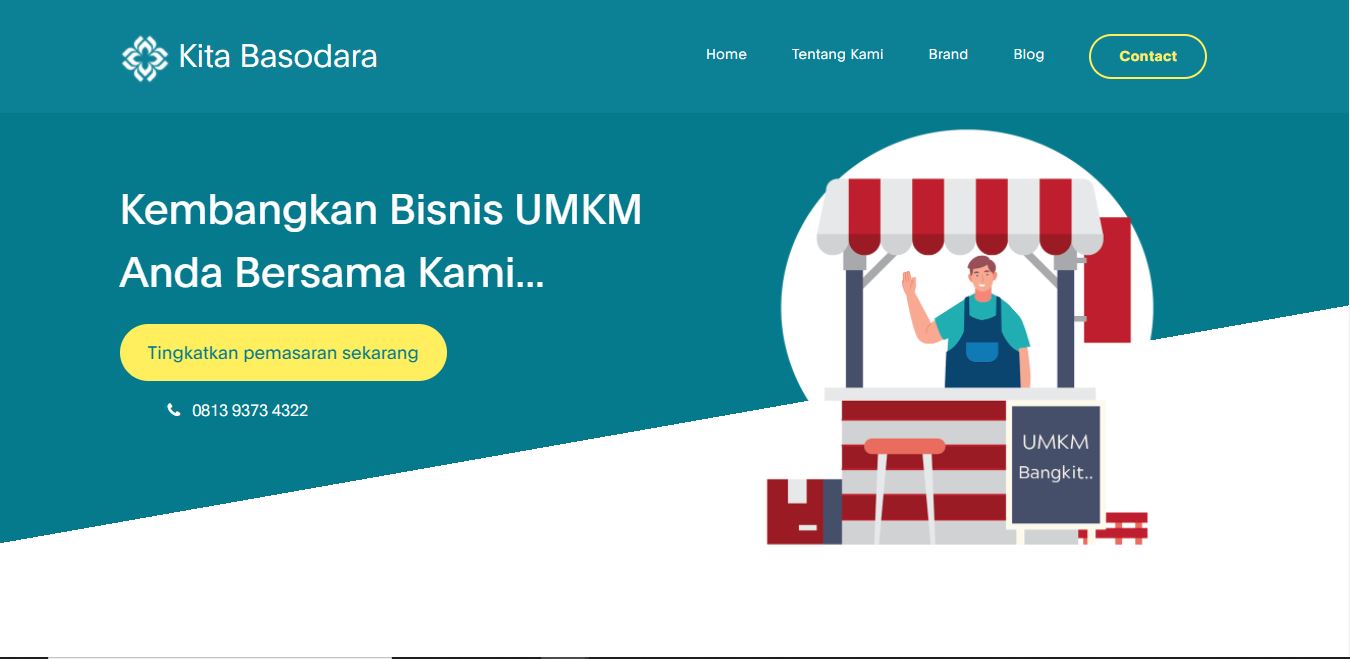 Kita Basodara
Home
Tentang Kami
Brand
Blog
Contact
Kembangkan Bisnis UMKM
Anda Bersama Kami...
Tingkatkan pemasaran sekarang
0813 9373 4322
UMKM
Bangkit..